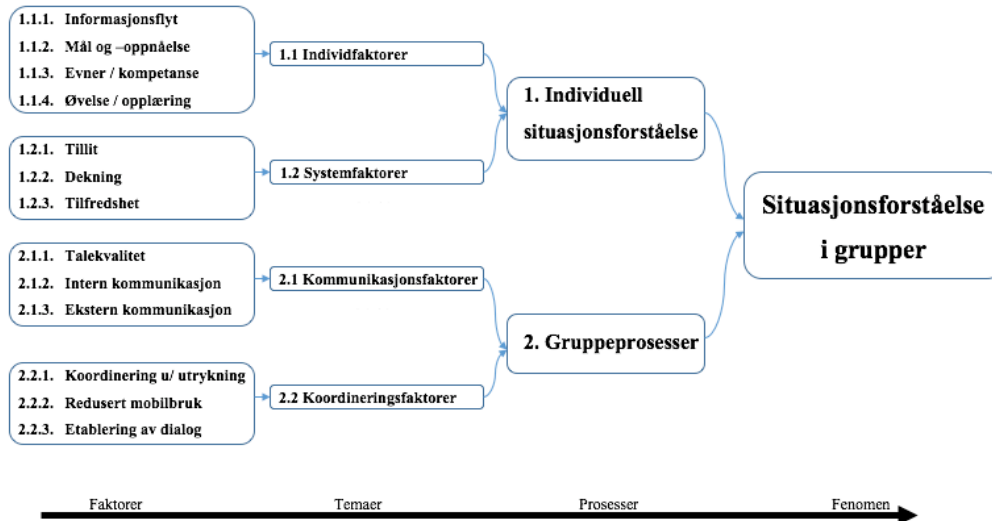 1.1.1. Informasjonsflyt
1.1.2. Mål og –oppnåelse
1.1.3. Evner / kompetanse
1.1.4. Øvelse / opplæring
1.1 Individfaktorer
1.2.1. Tillit
1.2.2. Dekning
1.2.3. Tilfredshet
1.2 Systemfaktorer
1. Individuell
situasjonsforståelse
2.1.1. Talekvalitet
2.1.2. Intern kommunikasjon
2.1.3. Ekstern kommunikasjon
2.1 Kommunikasjonsfaktorer
2.2.1. Koordinering u/ utrykning
2.2.2. Redusert mobilbruk
2.2.3. Etablering av dialog
2.2 Koordineringsfaktorer
2. Gruppeprosesser
Situasjonsforståelse
i grupper
Faktorer Temaer Prosesser Fenomen